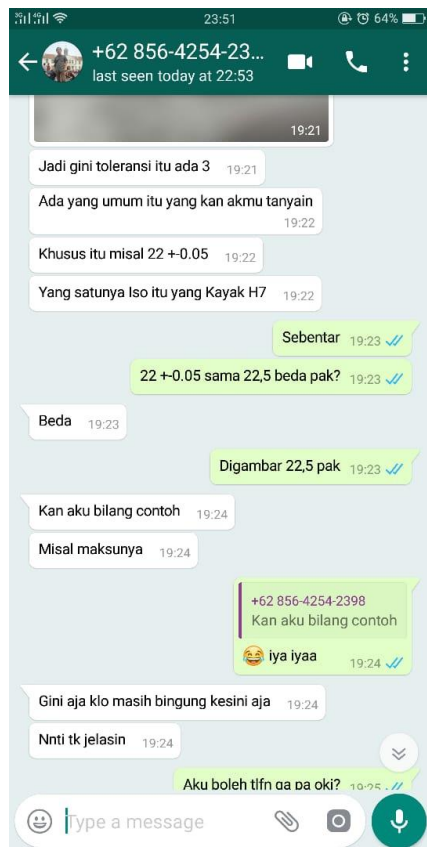 3G 4G 23:51 64%
+62 856-4254-23...
last seen today at 22:53
19:21
Jadi gini toleransi itu ada 3 19:21
Ada yang umum itu yang kan akmu tanyain
19:22
Khusus itu misal 22 +-0.05 19:22
Yang satunya Iso itu yang Kayak H7 19:22
Sebentar 19:23
22 +-0.05 sama 22,5 beda pak? 19:23
Beda 19:23
Digambar 22,5 pak 19:23
Kan aku bilang contoh 19:24
Misal maksunya 19:24
+62 856-4254-2398
Kan aku bilang contoh
😂 iya iyaa 19:24
Gini aja klo masih bingung kesini aja 19:24
Nnti tk jelasin 19:24
Aku boleh tlfn ga pa oki? 19:25
Type a message